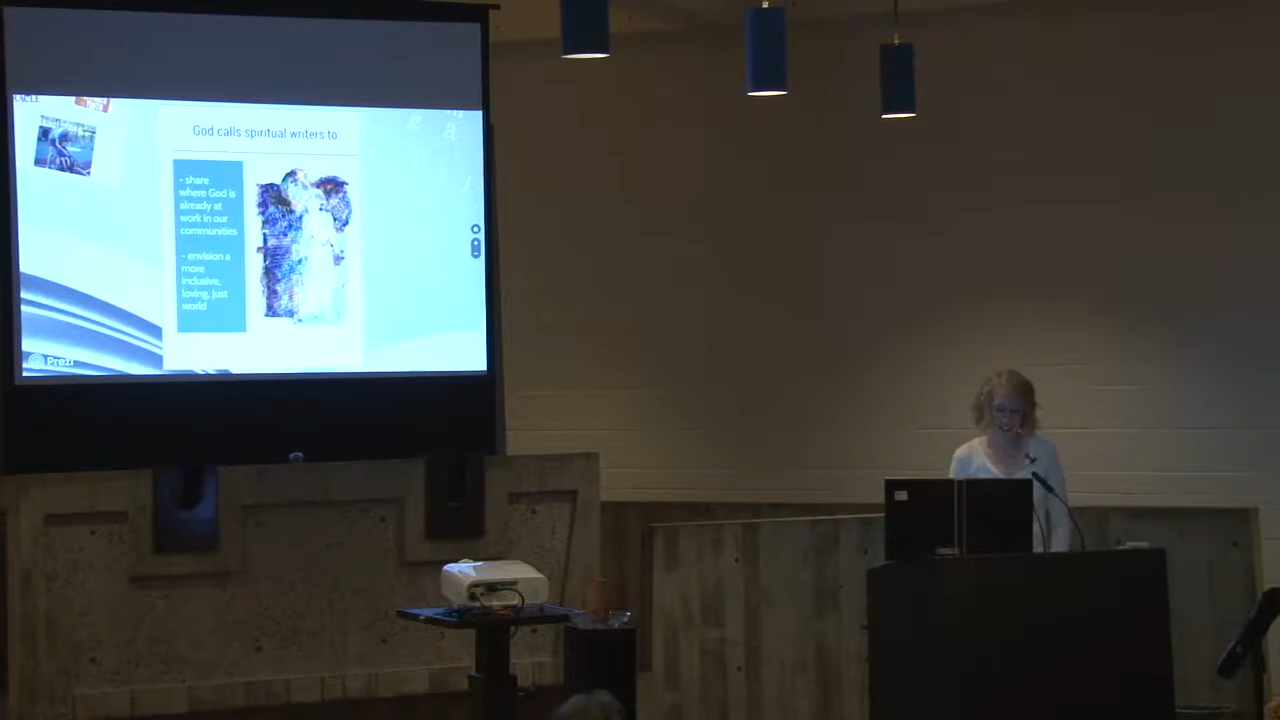 God calls spiritual writers to:
- share
where God is
already at
work in our
communities
- envision a
more
inclusive,
loving, just
world
Prezi